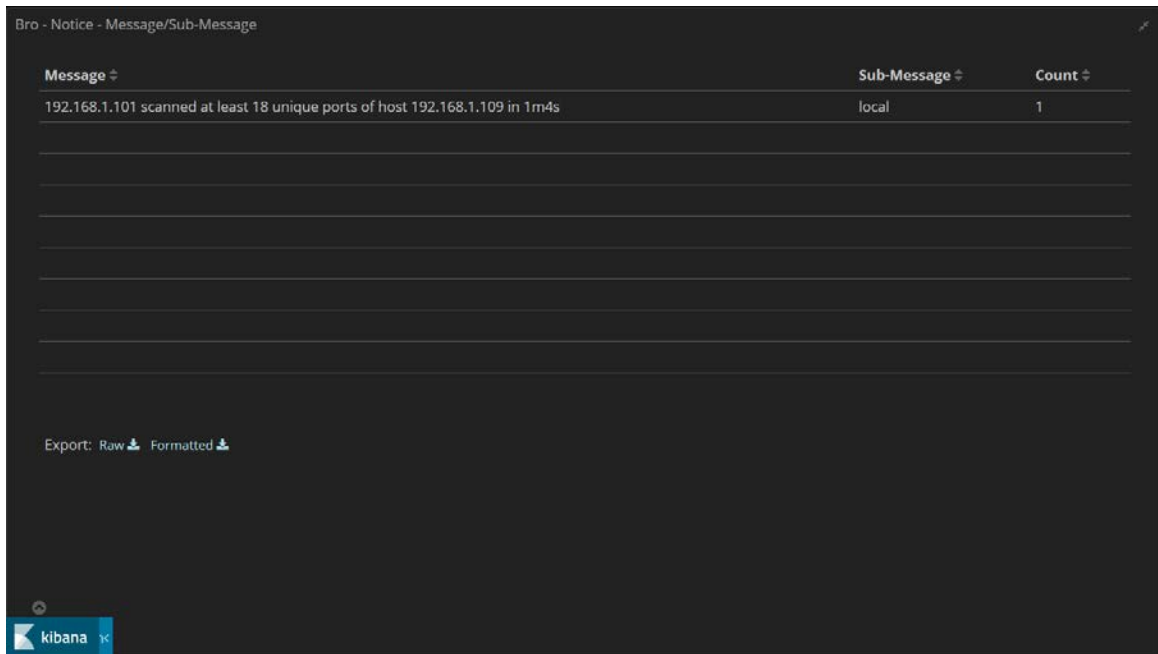 Bro - Notice - Message/Sub-Message
Message Sub-Message Count
192.168.1.101 scanned at least 18 unique ports of host 192.168.1.109 in 1m4s local 1
Export: Raw Formatted
kibana